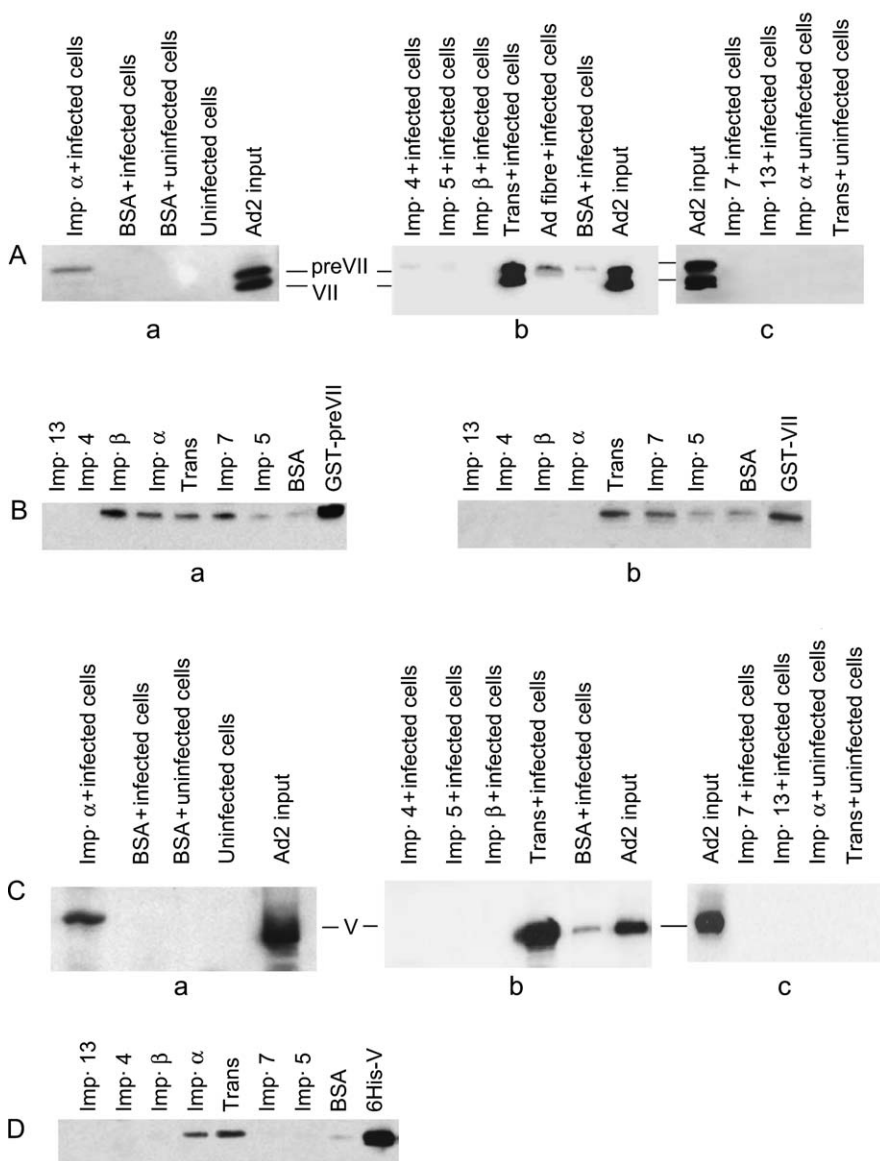 Imp· α+infected cells
BSA+infected cells
BSA+uninfected cells
Uninfected cells
Ad2 input
Imp· 4+infected cells
Imp· 5+infected cells
Imp· β+infected cells
Trans+infected cells
Ad fibre+infected cells
BSA+infected cells
Ad2 input
Ad2 input
Imp· 7+infected cells
Imp· 13+infected cells
Imp· α+uninfected cells
Trans+uninfected cells
A
preVII
VII
a
b
c
Imp· 13
Imp· 4
Imp· β
Imp· α
Trans
Imp· 7
Imp· 5
BSA
GST-preVII
Imp· 13
Imp· 4
Imp· β
Imp· α
Trans
Imp· 7
Imp· 5
BSA
GST-VII
B
a
b
Imp· α+infected cells
BSA+infected cells
BSA+uninfected cells
Uninfected cells
Ad2 input
Imp· 4+infected cells
Imp· 5+infected cells
Imp· β+infected cells
Trans+infected cells
BSA+infected cells
Ad2 input
Ad2 input
Imp· 7+infected cells
Imp· 13+infected cells
Imp· α+uninfected cells
Trans+uninfected cells
C
V
a
b
c
Imp· 13
Imp· 4
Imp· β
Imp· α
Trans
Imp· 7
Imp· 5
BSA
6His-V
D